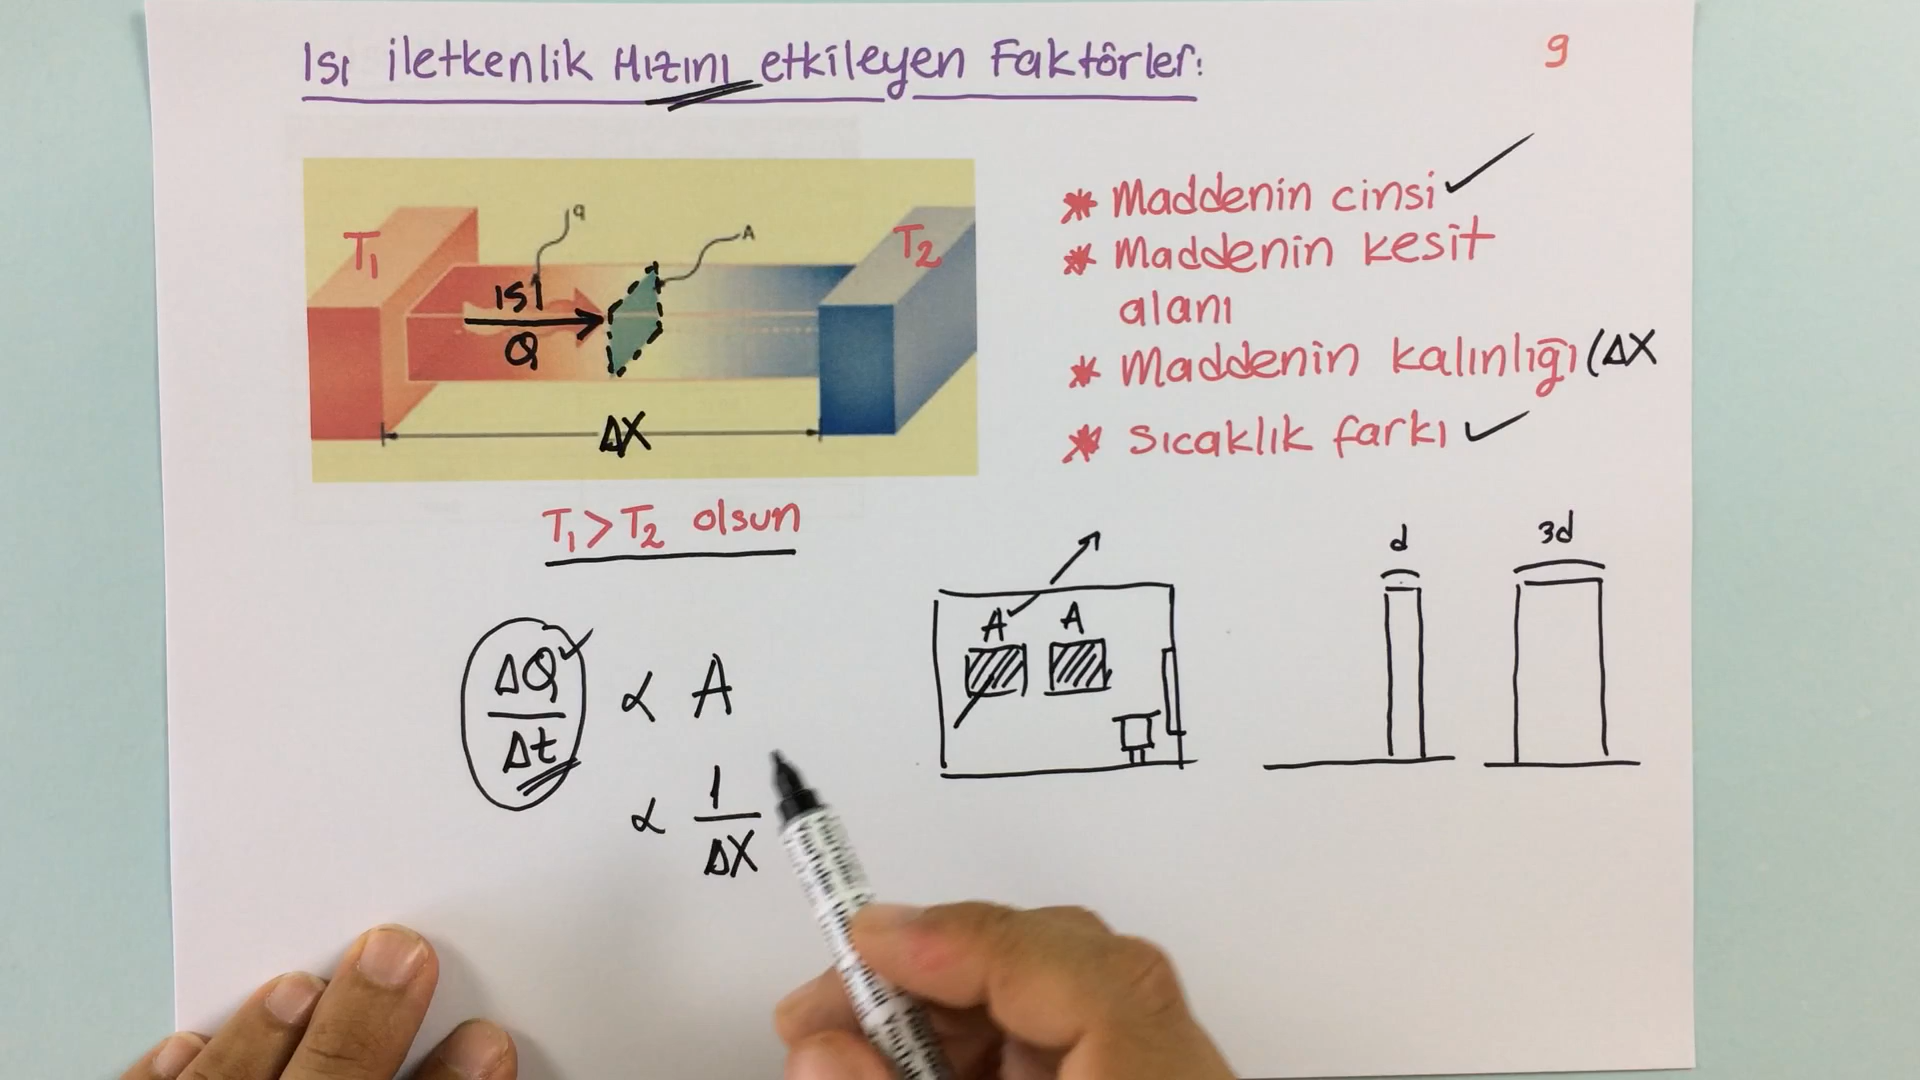 Isı iletkenlik Hızını etkileyen Faktörler:
9
T1
q
A
T2
ISI
Q
ΔX
* Maddenin cinsi ✓
* Maddenin kesit
alanı
* Maddenin kalınlığı (ΔX
* Sıcaklık farkı ✓
T1 > T2 olsun
ΔQ
Δt
∝ A
∝ 1
ΔX
A A
d
3d